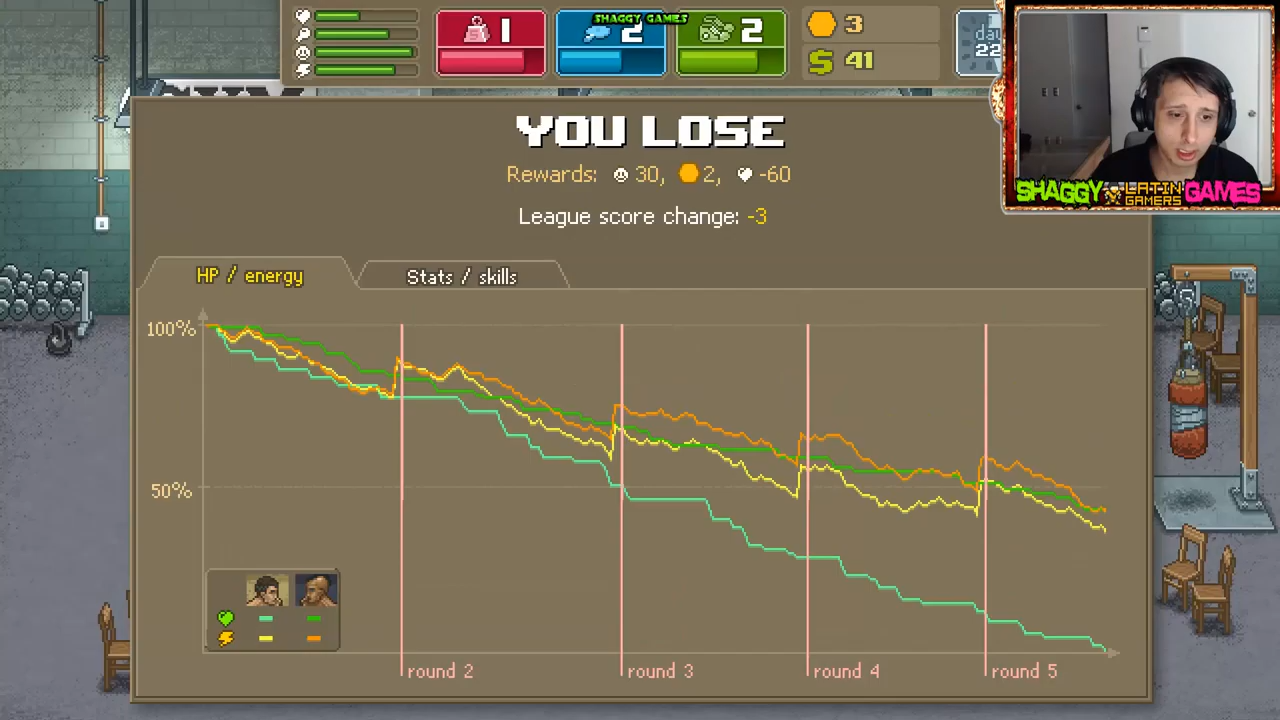 SHAGGY GAMES
1
2
2
3
41
day
22
SHAGGY LATIN GAMERS GAMES
YOU LOSE
Rewards: 30, 2, -60
League score change: -3
HP / energy
Stats / skills
100%
50%
round 2
round 3
round 4
round 5